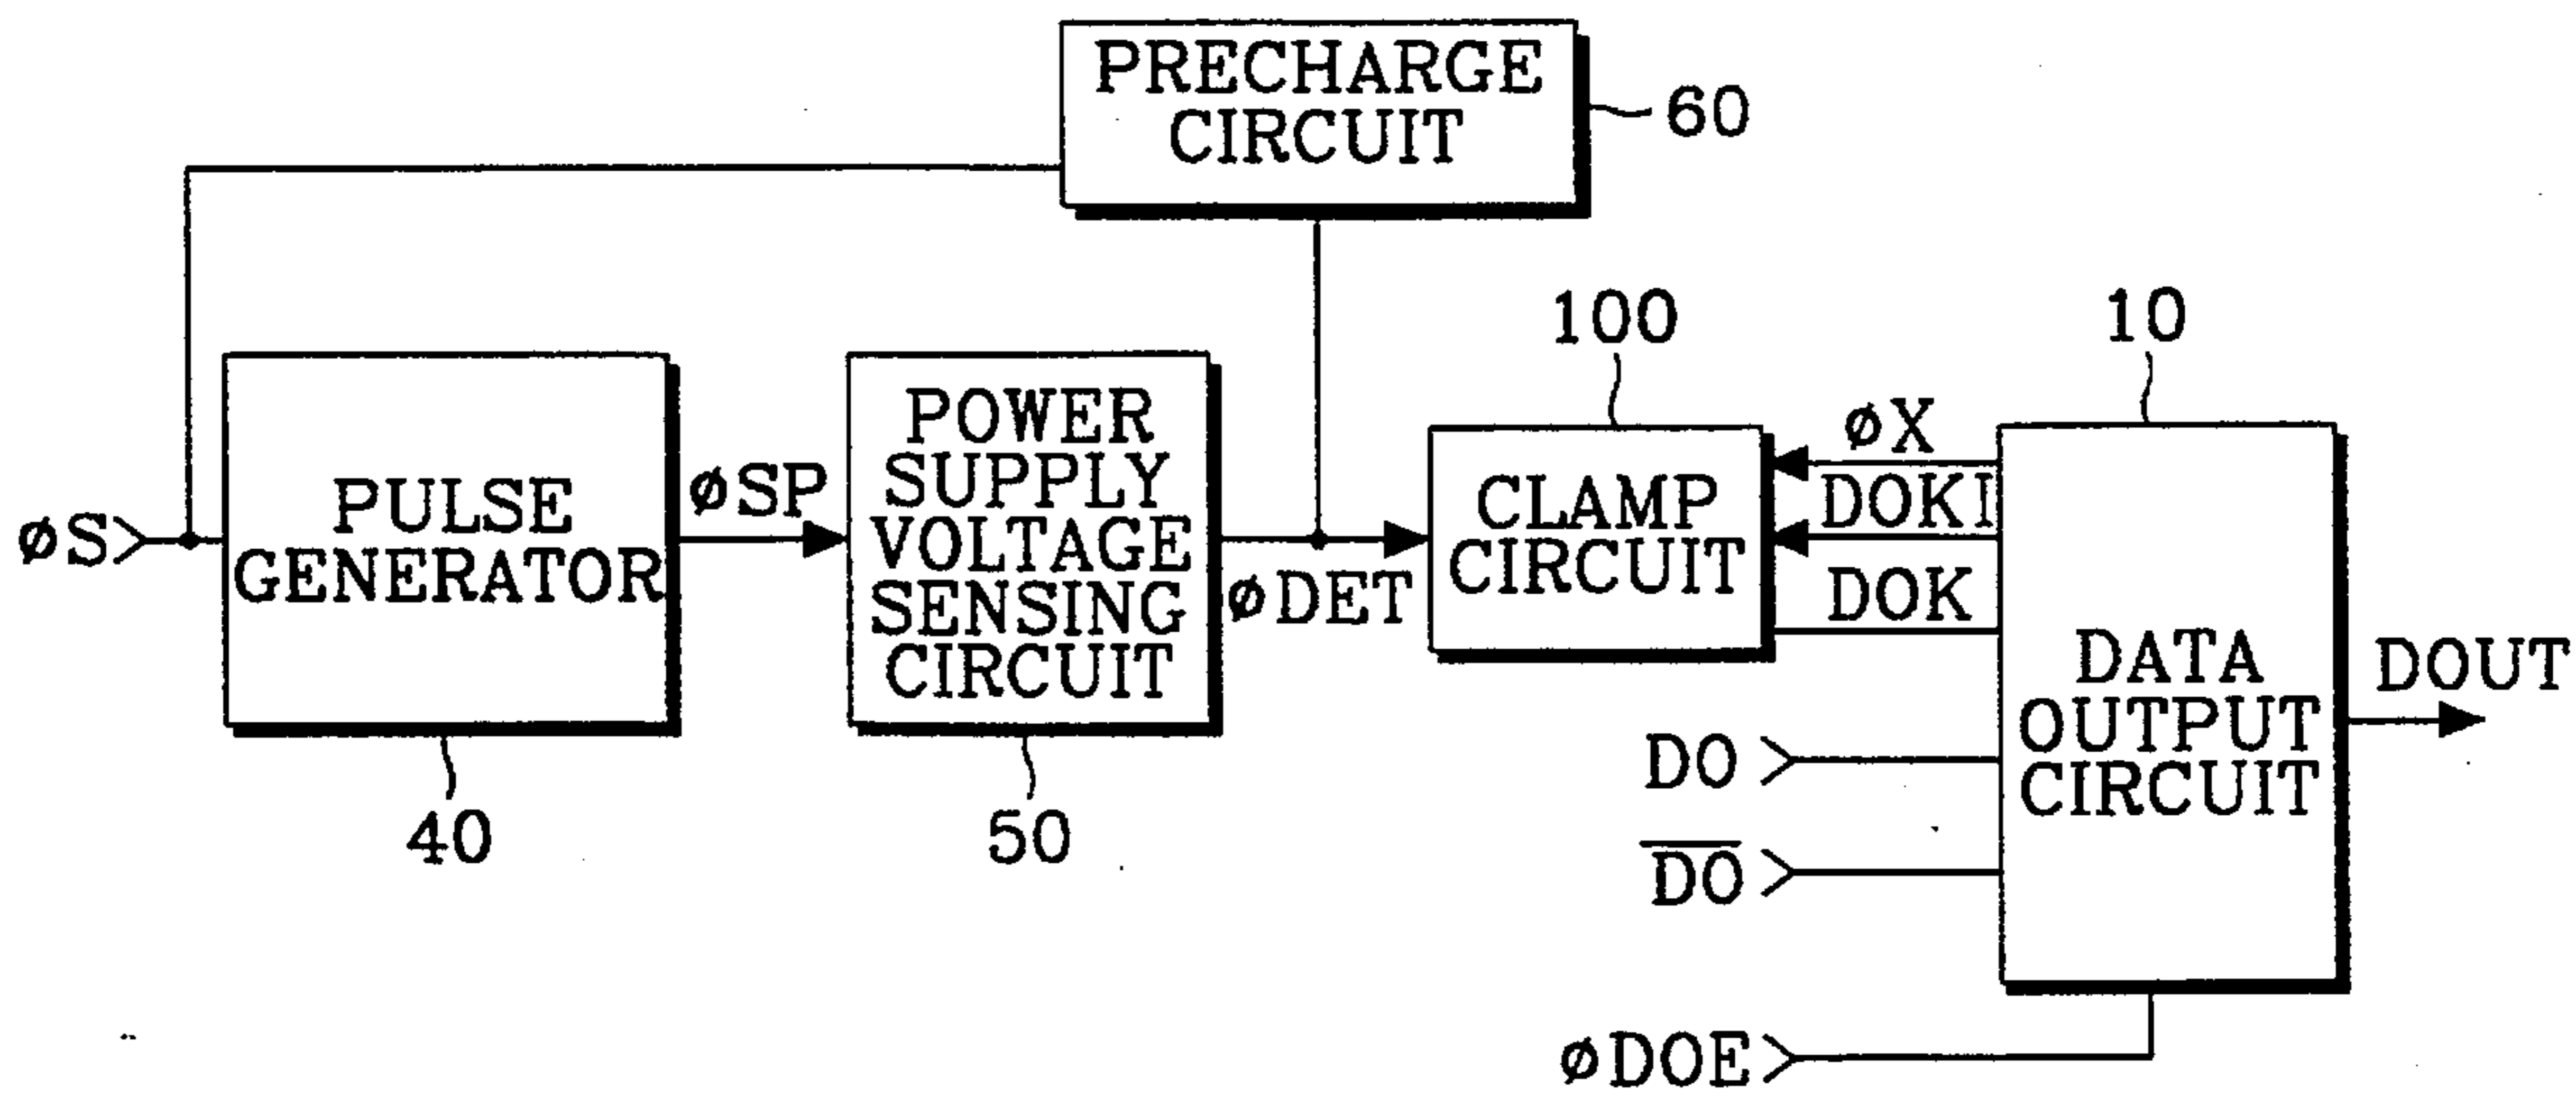 PRECHARGE
CIRCUIT
60
øS
PULSE
GENERATOR
40
øSP
POWER
SUPPLY
VOLTAGE
SENSING
CIRCUIT
50
øDET
100
CLAMP
CIRCUIT
øX
DOKI
DOK
10
DATA
OUTPUT
CIRCUIT
DOUT
DO
D̅O̅
øDOE